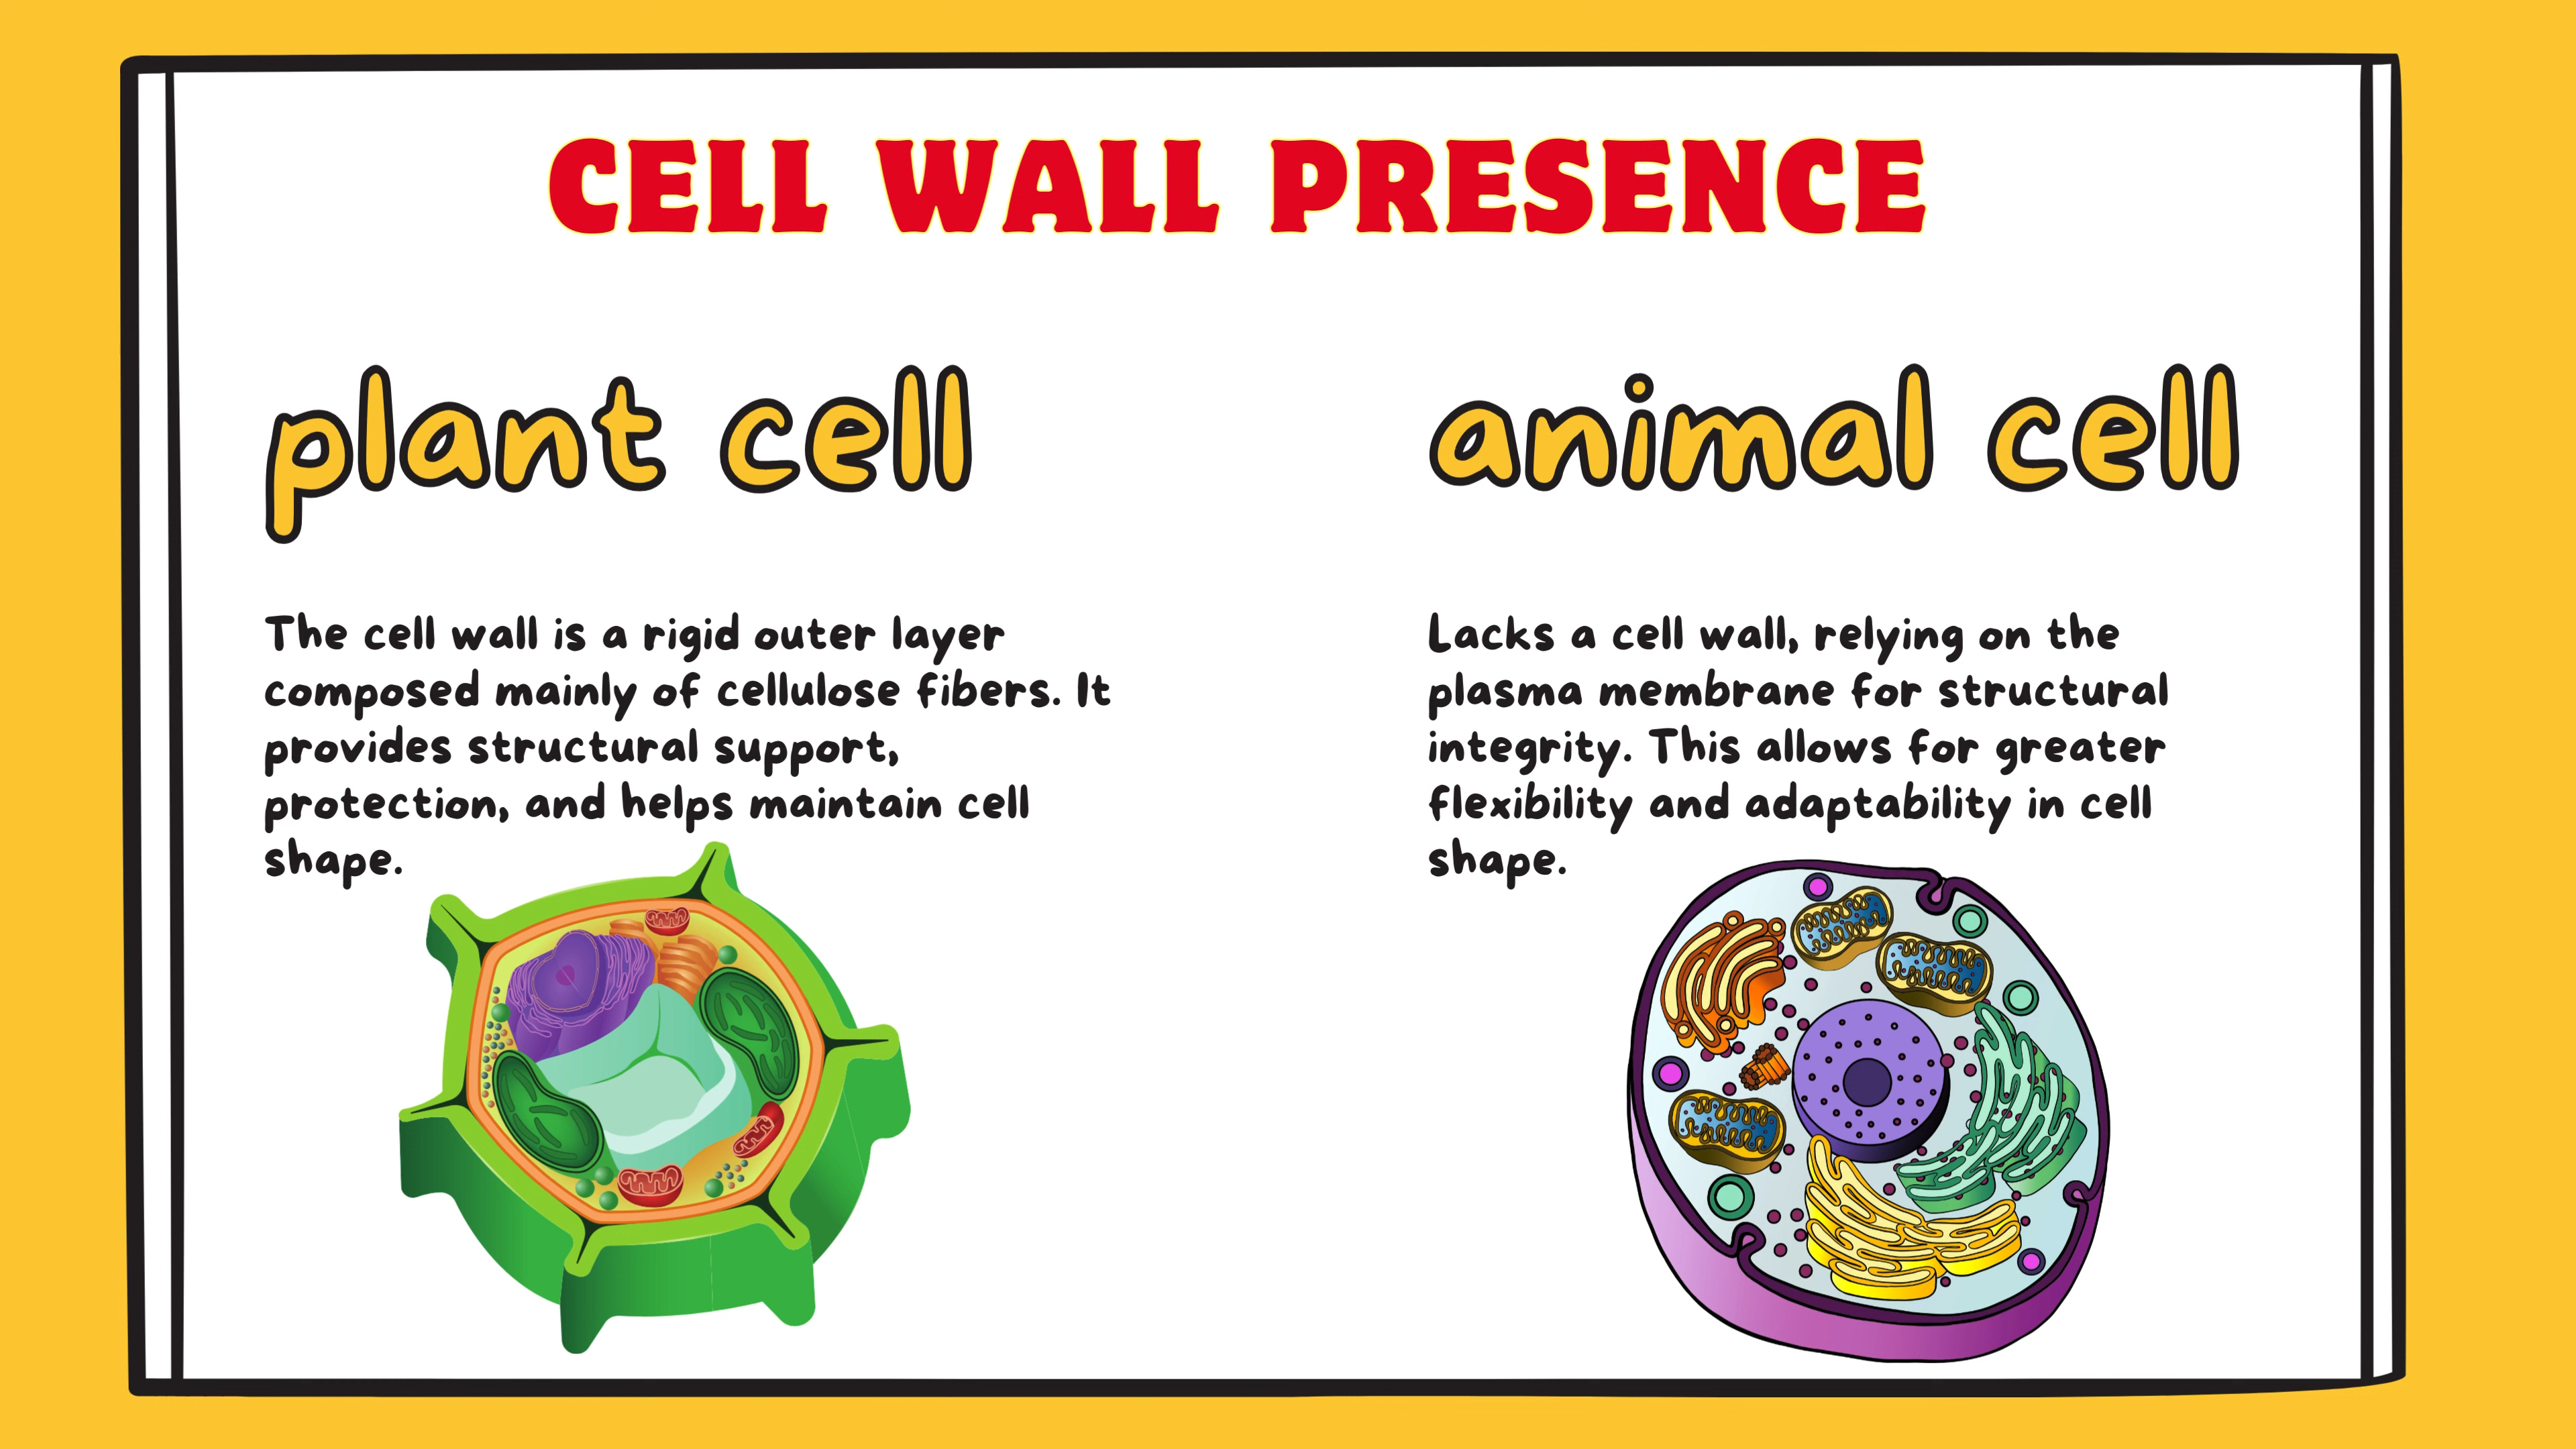 CELL WALL PRESENCE
plant cell
The cell wall is a rigid outer layer
composed mainly of cellulose fibers. It
provides structural support,
protection, and helps maintain cell
shape.
animal cell
Lacks a cell wall, relying on the
plasma membrane for structural
integrity. This allows for greater
flexibility and adaptability in cell
shape.